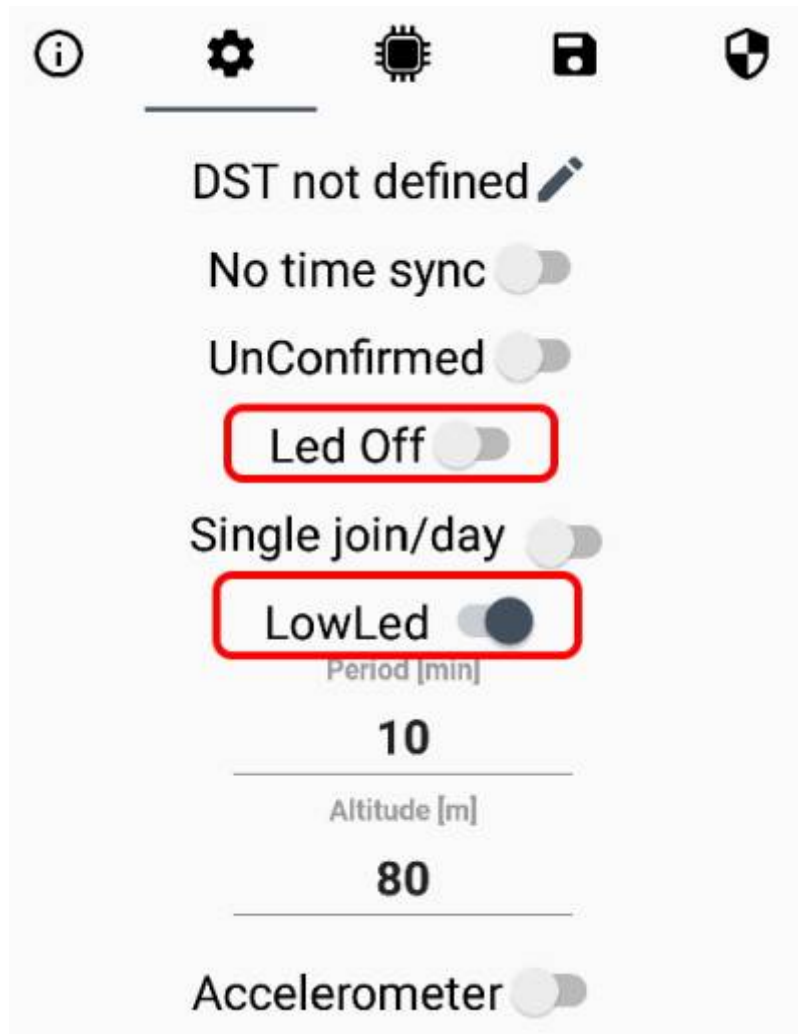 DST not defined
No time sync
UnConfirmed
Led Off
Single join/day
LowLed
Period [min]
10
Altitude [m]
80
Accelerometer